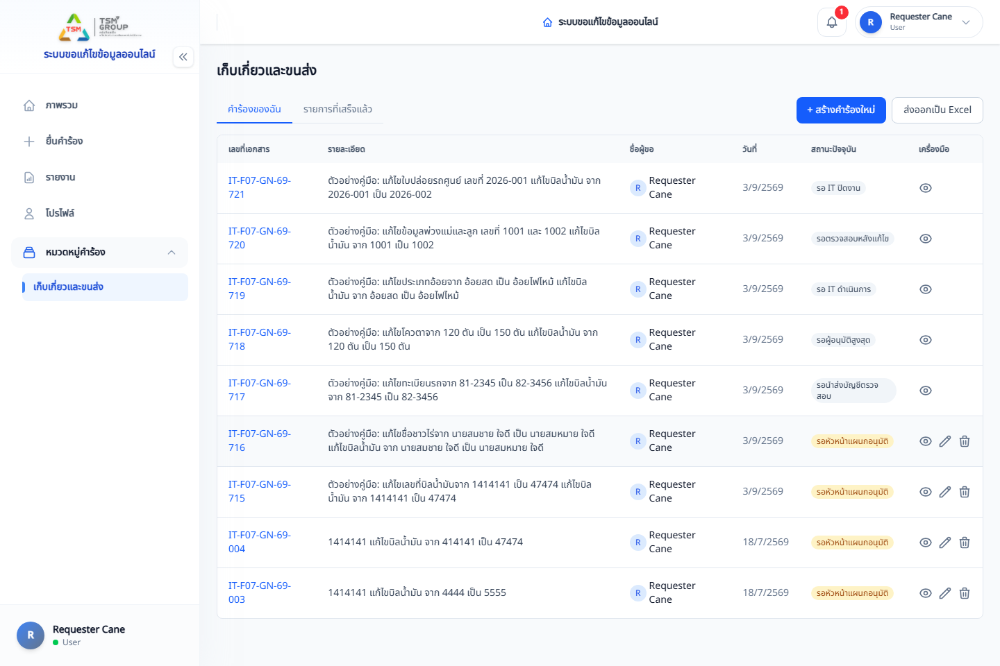 TSM
TSM
GROUP
ระบบขอแก้ไขข้อมูลออนไลน์
ภาพรวม
ยื่นคำร้อง
รายงาน
โปรไฟล์
หมวดหมู่คำร้อง
เก็บเกี่ยวและขนส่ง
R
Requester Cane
User
ระบบขอแก้ไขข้อมูลออนไลน์
1
R
Requester Cane
User
เก็บเกี่ยวและขนส่ง
คำร้องของฉัน
รายการที่เสร็จแล้ว
+ สร้างคำร้องใหม่
ส่งออกเป็น Excel
เลขที่เอกสาร รายละเอียด ชื่อผู้ขอ วันที่ สถานะปัจจุบัน เครื่องมือ
IT-F07-GN-69-
721
ตัวอย่างคู่มือ: แก้ไขใบปล่อยรถศูนย์ เลขที่ 2026-001 แก้ไขบิลน้ำมัน จาก
2026-001 เป็น 2026-002
R
Requester
Cane
3/9/2569
รอ IT ปิดงาน
IT-F07-GN-69-
720
ตัวอย่างคู่มือ: แก้ไขข้อมูลพ่วงแม่และลูก เลขที่ 1001 และ 1002 แก้ไขบิล
น้ำมัน จาก 1001 เป็น 1002
R
Requester
Cane
3/9/2569
รอตรวจสอบหลังแก้ไข
IT-F07-GN-69-
719
ตัวอย่างคู่มือ: แก้ไขประเภทอ้อยจาก อ้อยสด เป็น อ้อยไฟไหม้ แก้ไขบิล
น้ำมัน จาก อ้อยสด เป็น อ้อยไฟไหม้
R
Requester
Cane
3/9/2569
รอ IT ดำเนินการ
IT-F07-GN-69-
718
ตัวอย่างคู่มือ: แก้ไขโควตาจาก 120 ตัน เป็น 150 ตัน แก้ไขบิลน้ำมัน จาก
120 ตัน เป็น 150 ตัน
R
Requester
Cane
3/9/2569
รอผู้อนุมัติสูงสุด
IT-F07-GN-69-
717
ตัวอย่างคู่มือ: แก้ไขทะเบียนรถจาก 81-2345 เป็น 82-3456 แก้ไขบิลน้ำมัน
จาก 81-2345 เป็น 82-3456
R
Requester
Cane
3/9/2569
รอนำส่งบัญชีตรวจ
สอบ
IT-F07-GN-69-
716
ตัวอย่างคู่มือ: แก้ไขชื่อชาวไร่จาก นายสมชาย ใจดี เป็น นายสมหมาย ใจดี
แก้ไขบิลน้ำมัน จาก นายสมชาย ใจดี เป็น นายสมหมาย ใจดี
R
Requester
Cane
3/9/2569
รอหัวหน้าแผนกอนุมัติ
IT-F07-GN-69-
715
ตัวอย่างคู่มือ: แก้ไขเลขที่บิลน้ำมันจาก 1414141 เป็น 47474 แก้ไขบิล
น้ำมัน จาก 1414141 เป็น 47474
R
Requester
Cane
3/9/2569
รอหัวหน้าแผนกอนุมัติ
IT-F07-GN-69-
004
1414141 แก้ไขบิลน้ำมัน จาก 414141 เป็น 47474
R
Requester
Cane
18/7/2569
รอหัวหน้าแผนกอนุมัติ
IT-F07-GN-69-
003
1414141 แก้ไขบิลน้ำมัน จาก 4444 เป็น 5555
R
Requester
Cane
18/7/2569
รอหัวหน้าแผนกอนุมัติ